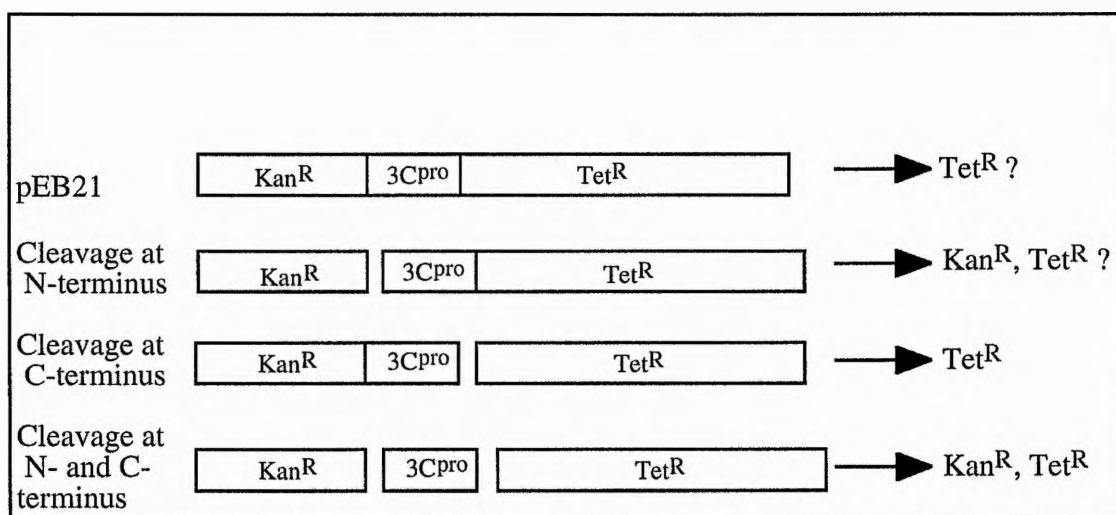 pEB21 KanR 3Cpro TetR TetR ?
Cleavage at
N-terminus KanR 3Cpro TetR KanR, TetR ?
Cleavage at
C-terminus KanR 3Cpro TetR TetR
Cleavage at
N- and C-
terminus KanR 3Cpro TetR KanR, TetR